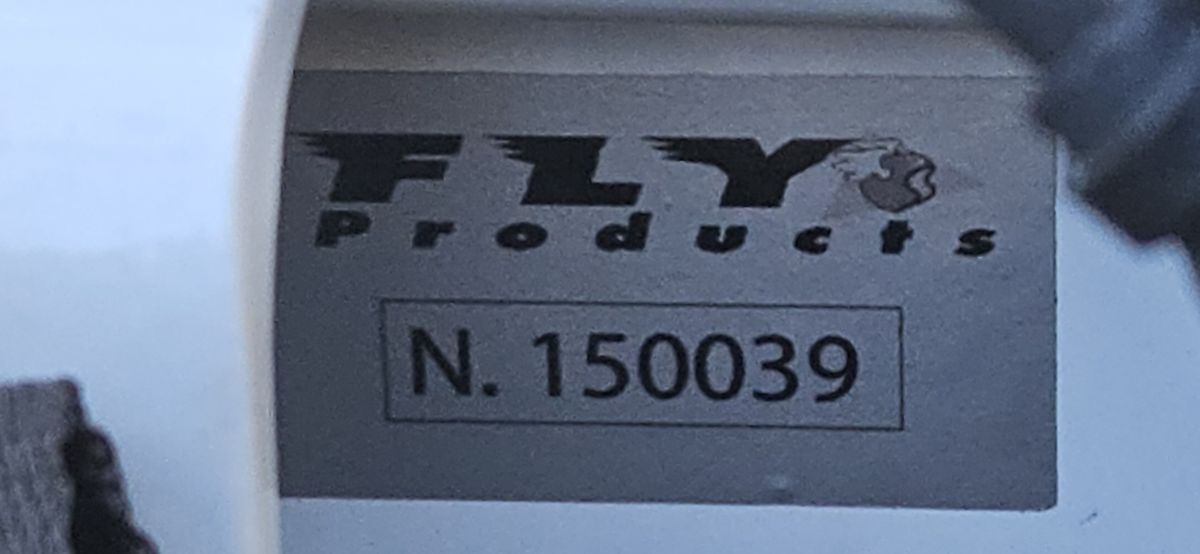 FLY
Products
N. 150039